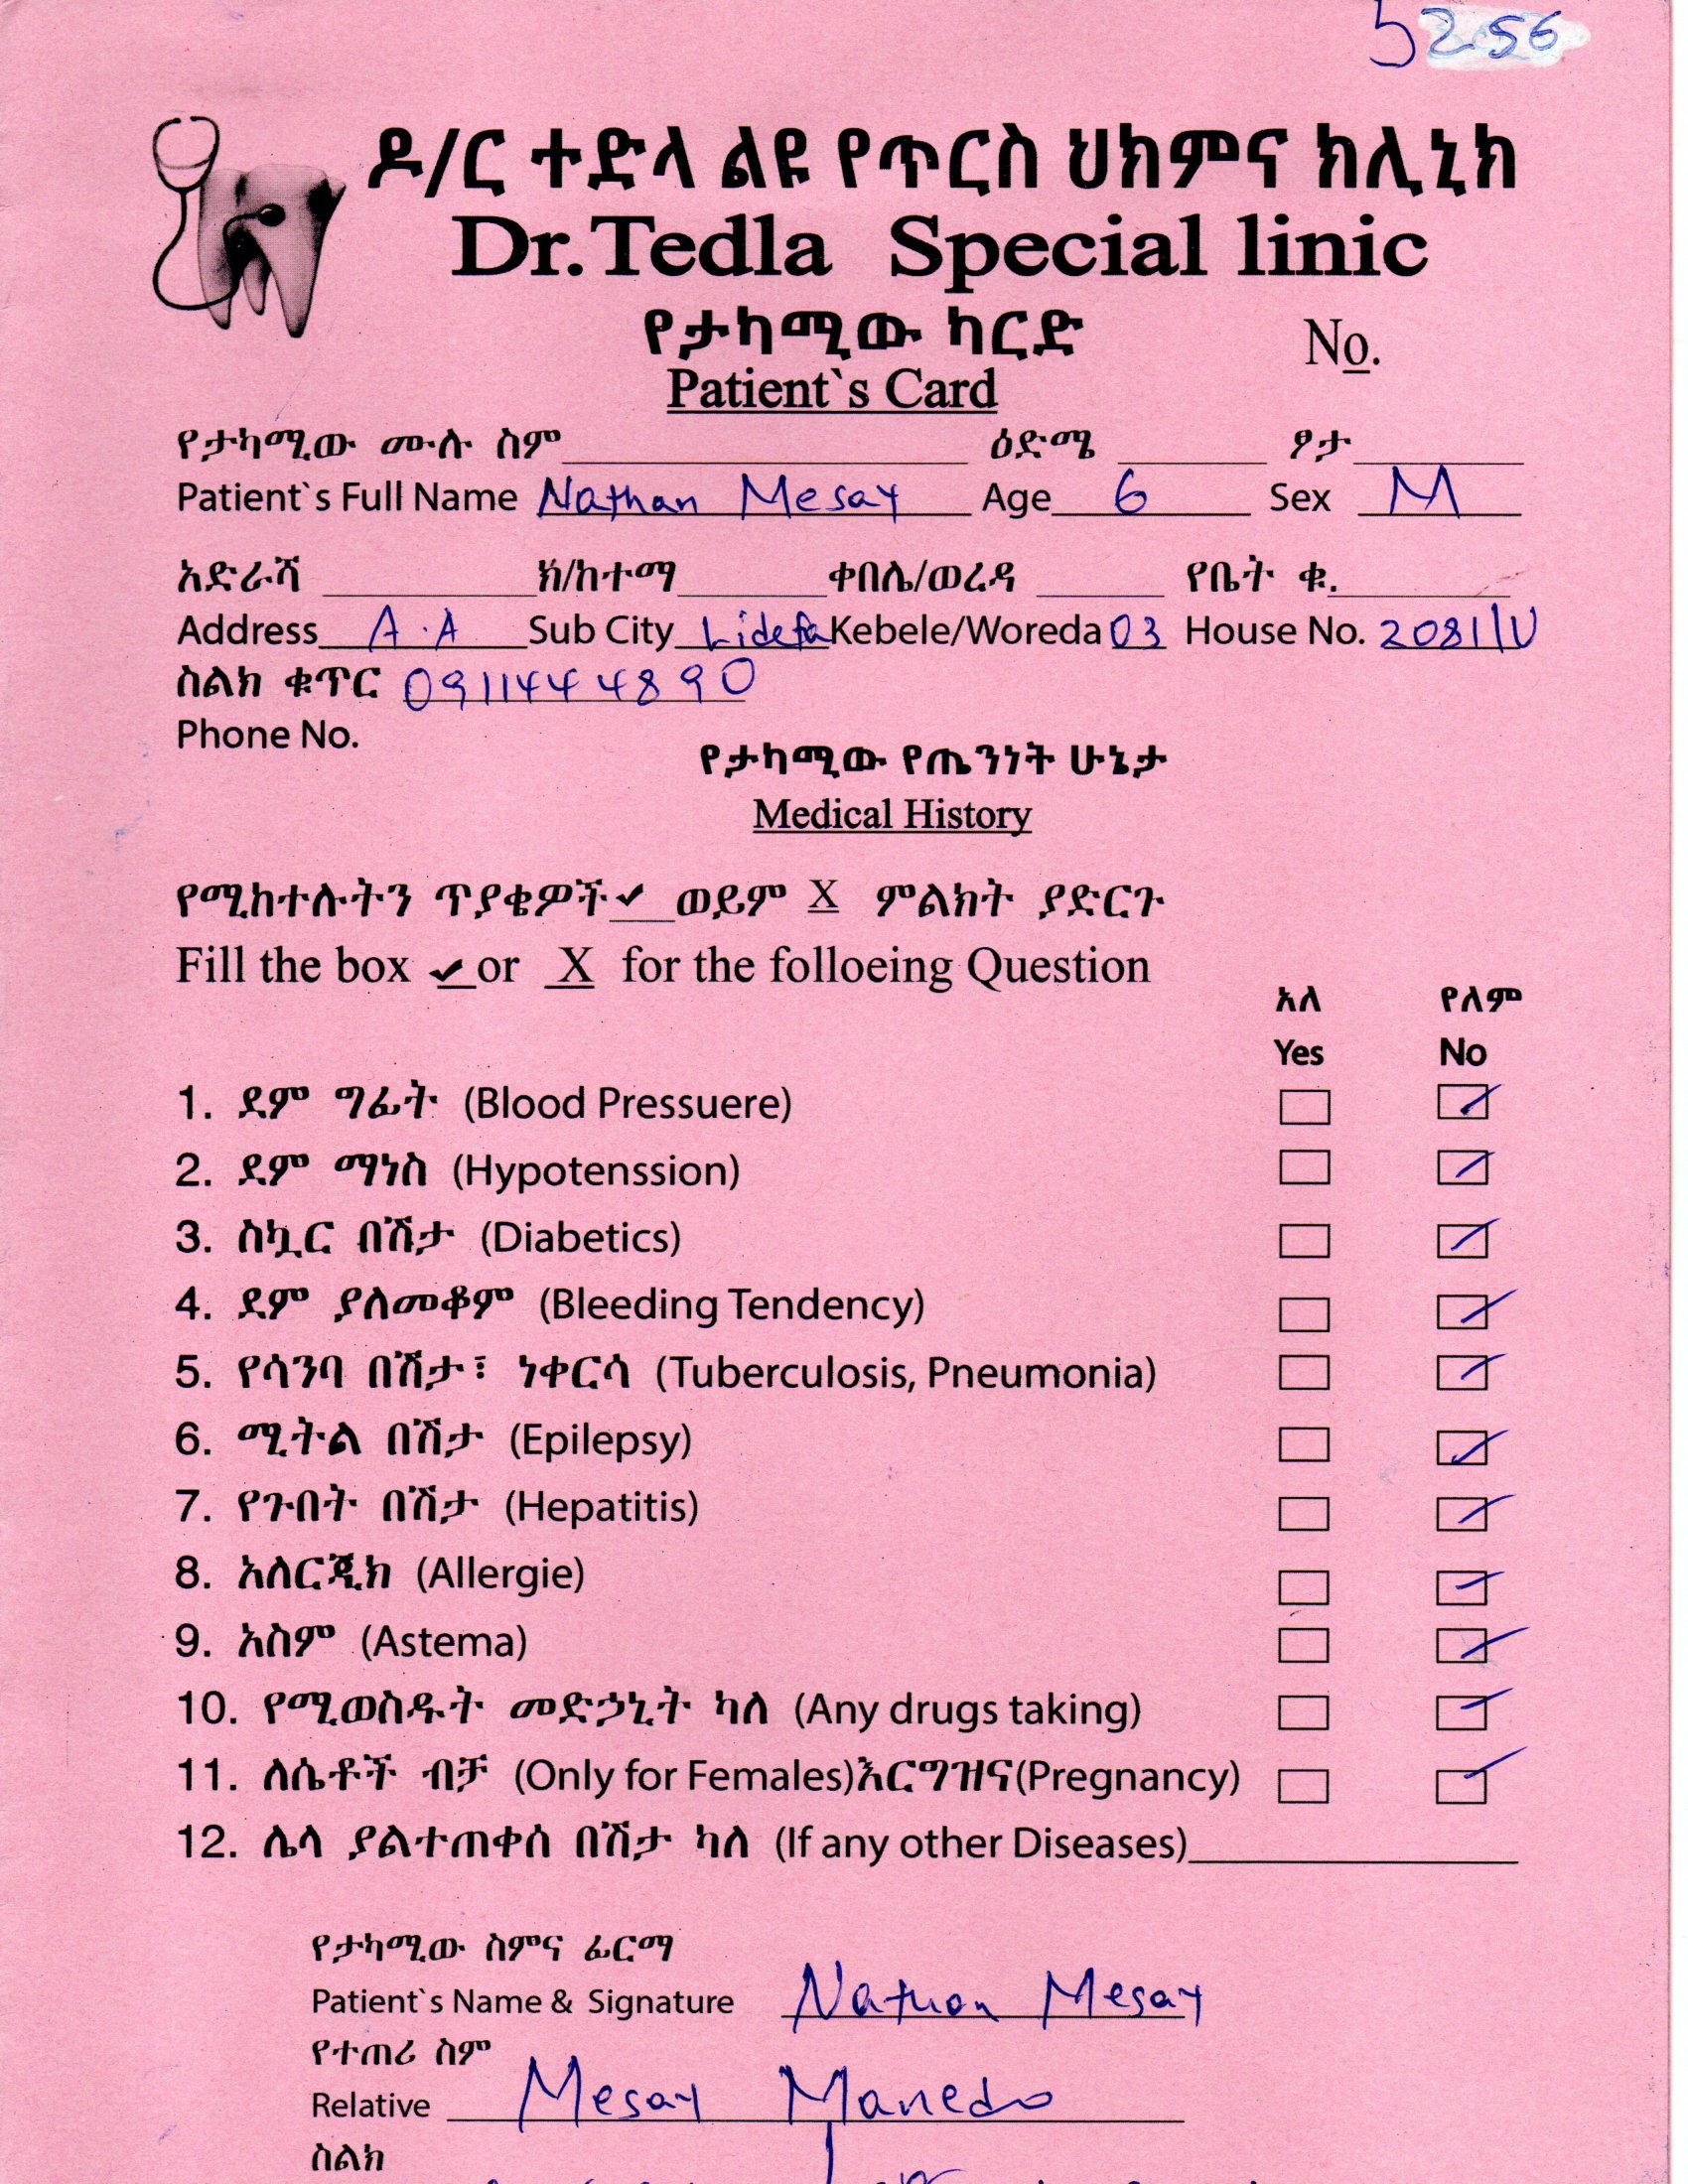 5256
ዶ/ር ተድላ ልዩ የጥርስ ህክምና ክሊኒክ
Dr.Tedla Special linic
የታካሚው ካርድ
No.
Patient`s Card
የታካሚው ሙሉ ስም ዕድሜ ፆታ
Patient`s Full Name Nathan Mesay Age 6 Sex M
አድራሻ ክ/ከተማ ቀበሌ/ወረዳ የቤት ቁ.
Address A.A Sub City Lidefa Kebele/Woreda 03 House No. 2081/
ስልክ ቁጥር 0911444890
Phone No.
የታካሚው የጤንነት ሁኔታ
Medical History
የሚከተሉትን ጥያቄዎች ✓ ወይም X ምልክት ያድርጉ
Fill the box ✓ or X for the folloeing Question
አለ የለም
Yes No
1. ደም ግፊት (Blood Pressuere)
2. ደም ማነስ (Hypotenssion)
3. ስኳር በሽታ (Diabetics)
4. ደም ያለመቆም (Bleeding Tendency)
5. የሳንባ በሽታ፣ ነቀርሳ (Tuberculosis, Pneumonia)
6. ሚትል በሽታ (Epilepsy)
7. የጉበት በሽታ (Hepatitis)
8. አለርጂክ (Allergie)
9. አስም (Astema)
10. የሚወስዱት መድኃኒት ካለ (Any drugs taking)
11. ለሴቶች ብቻ (Only for Females)እርግዝና(Pregnancy)
12. ሌላ ያልተጠቀሰ በሽታ ካለ (If any other Diseases)
የታካሚው ስምና ፊርማ
Patient`s Name & Signature Nathan Mesay
የተጠሪ ስም
Relative Mesay Manedo
ስልክ